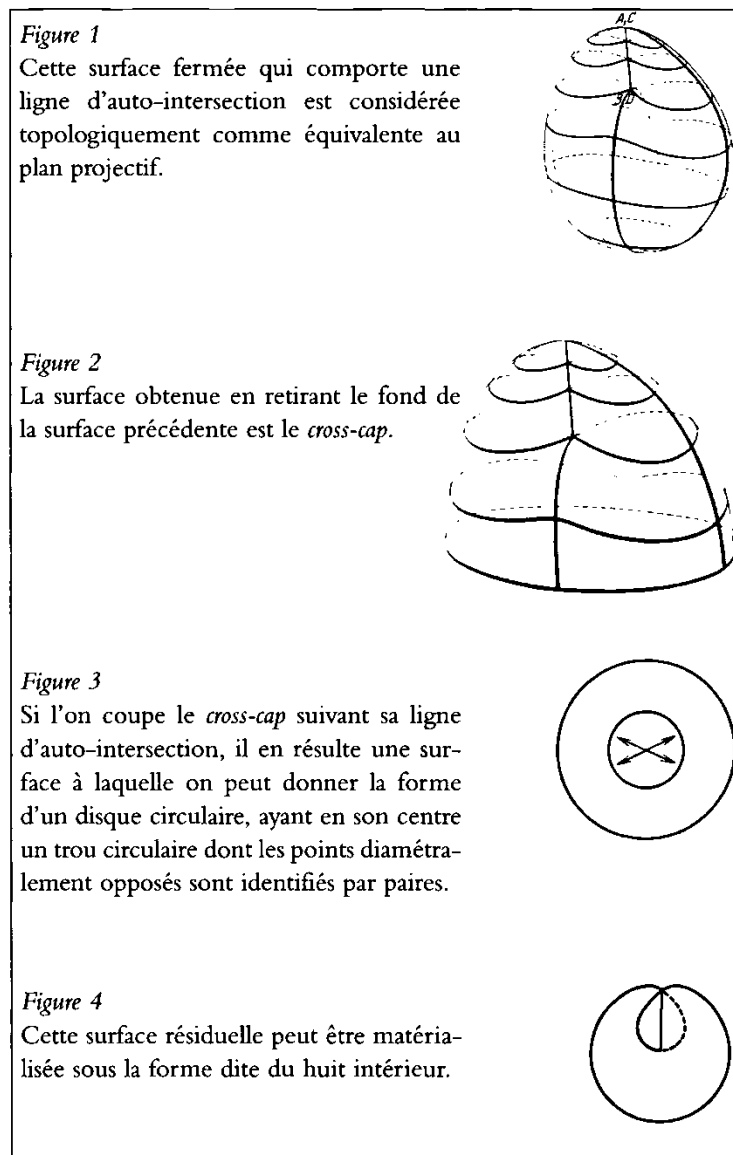 Figure 1
Cette surface fermée qui comporte une
ligne d'auto-intersection est considérée
topologiquement comme équivalente au
plan projectif.
A,C
Figure 2
La surface obtenue en retirant le fond de
la surface précédente est le cross-cap.
Figure 3
Si l'on coupe le cross-cap suivant sa ligne
d'auto-intersection, il en résulte une sur-
face à laquelle on peut donner la forme
d'un disque circulaire, ayant en son centre
un trou circulaire dont les points diamétra-
lement opposés sont identifiés par paires.
Figure 4
Cette surface résiduelle peut être matéria-
lisée sous la forme dite du huit intérieur.